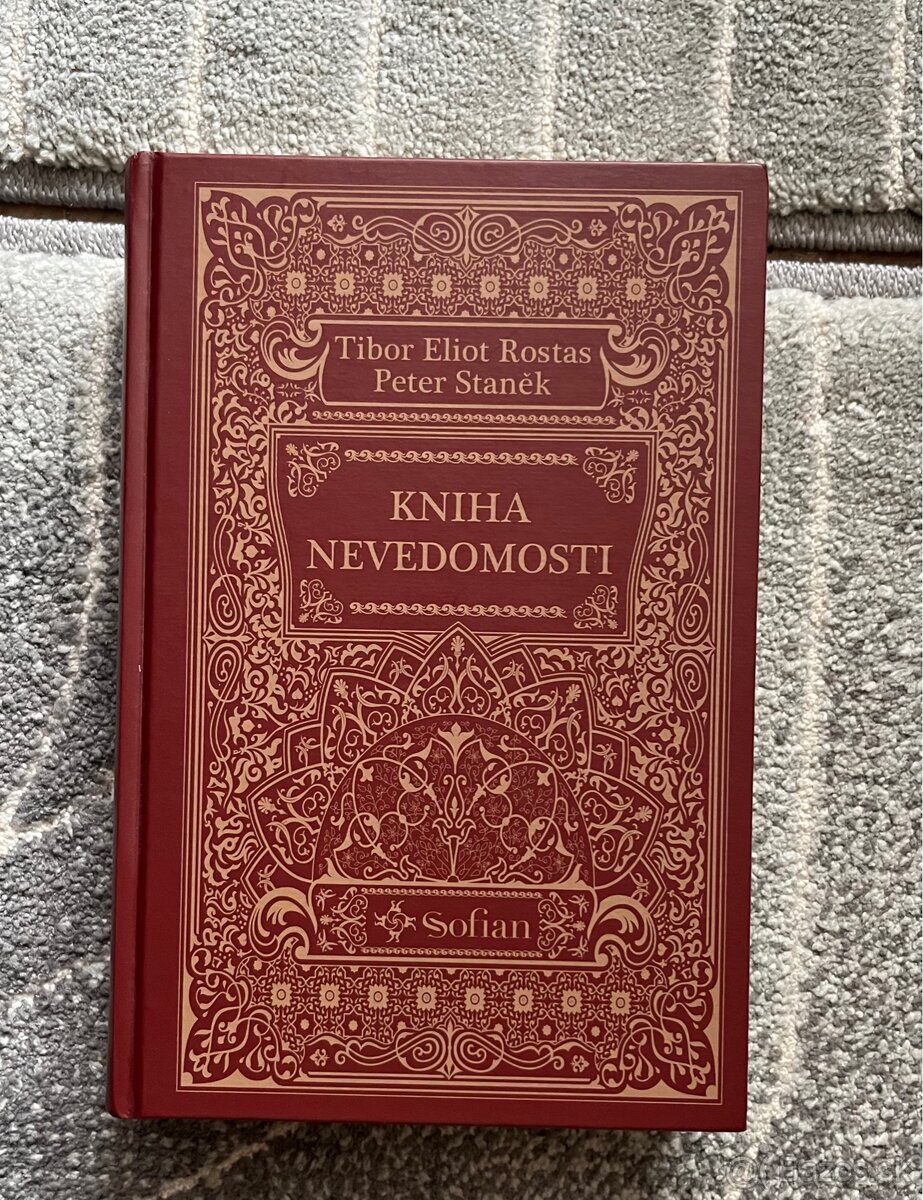 Tibor Eliot Rostas
Peter Staněk
KNIHA
NEVEDOMOSTI
Sofian